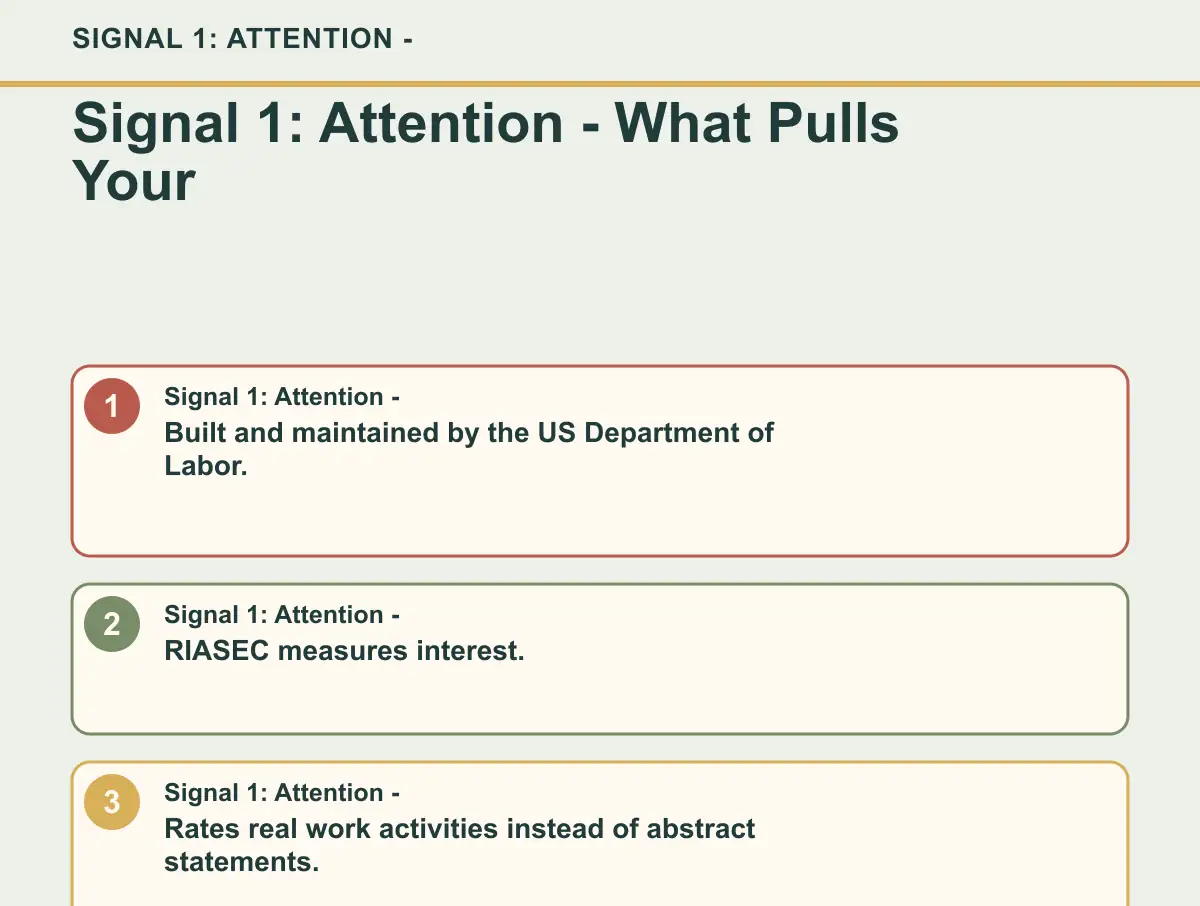 SIGNAL 1: ATTENTION -
Signal 1: Attention - What Pulls
Your
1
Signal 1: Attention -
Built and maintained by the US Department of
Labor.
2
Signal 1: Attention -
RIASEC measures interest.
3
Signal 1: Attention -
Rates real work activities instead of abstract
statements.